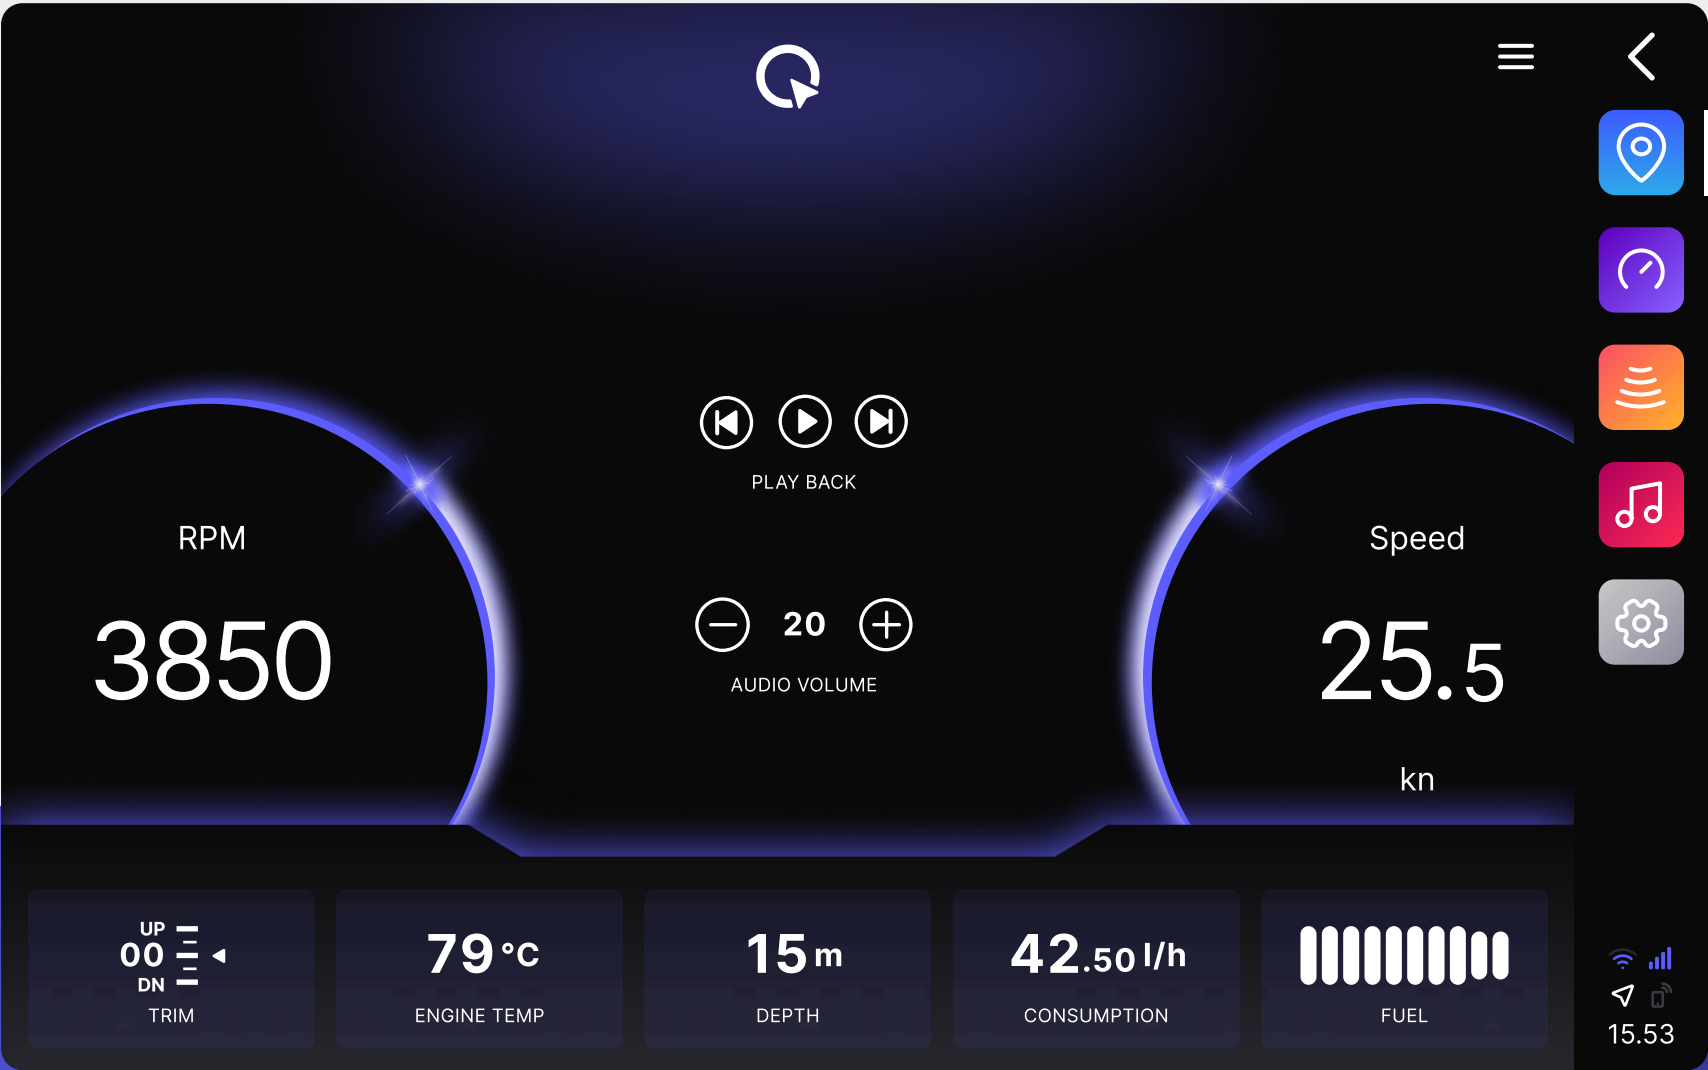 PLAY BACK
RPM
3850
20
AUDIO VOLUME
Speed
25.5
kn
UP
00
DN
TRIM
79 °C
ENGINE TEMP
15 m
DEPTH
42.50 l/h
CONSUMPTION
FUEL
15.53